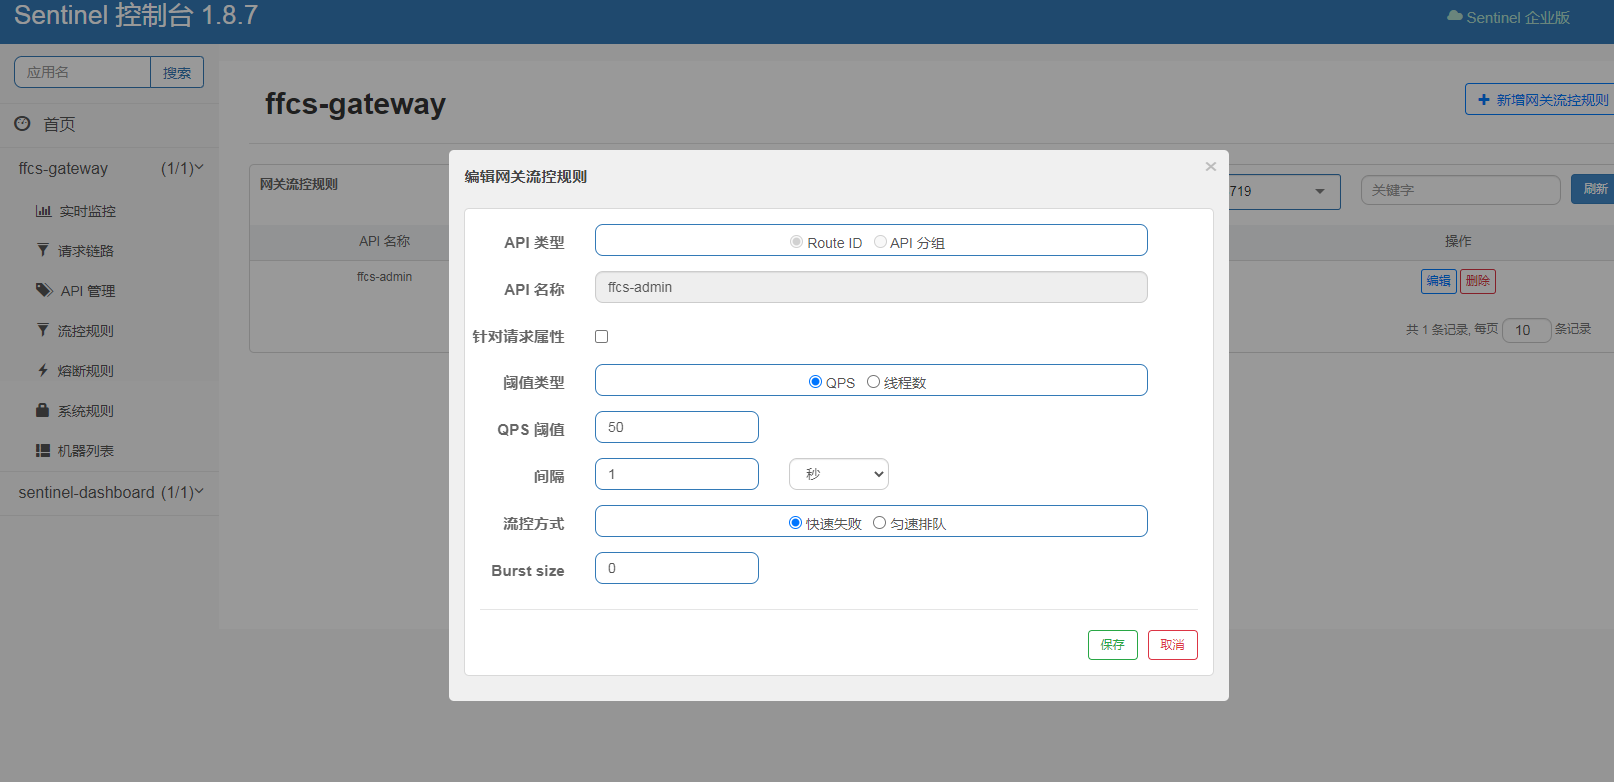 Sentinel 控制台 1.8.7
Sentinel 企业版
应用名
搜索
首页
ffcs-gateway (1/1)
实时监控
请求链路
API 管理
流控规则
熔断规则
系统规则
机器列表
sentinel-dashboard (1/1)
ffcs-gateway
+ 新增网关流控规则
网关流控规则
719
关键字
刷新
API 名称
操作
ffcs-admin
编辑
删除
共 1 条记录, 每页 10 条记录
编辑网关流控规则
×
API 类型
Route ID API 分组
API 名称
ffcs-admin
针对请求属性
阈值类型
QPS 线程数
QPS 阈值
50
间隔
1
秒
流控方式
快速失败 匀速排队
Burst size
0
保存
取消